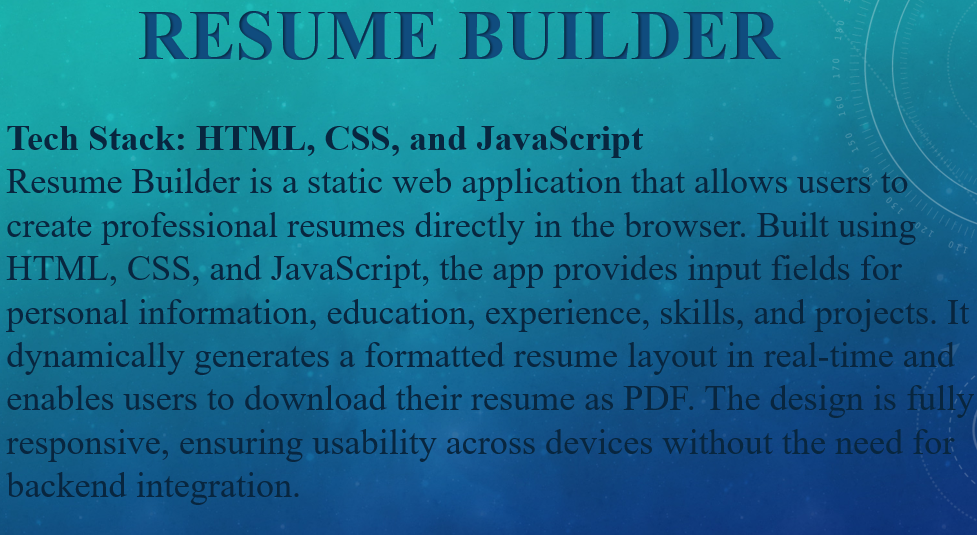 RESUME BUILDER
Tech Stack: HTML, CSS, and JavaScript
Resume Builder is a static web application that allows users to
create professional resumes directly in the browser. Built using
HTML, CSS, and JavaScript, the app provides input fields for
personal information, education, experience, skills, and projects. It
dynamically generates a formatted resume layout in real-time and
enables users to download their resume as PDF. The design is fully
responsive, ensuring usability across devices without the need for
backend integration.